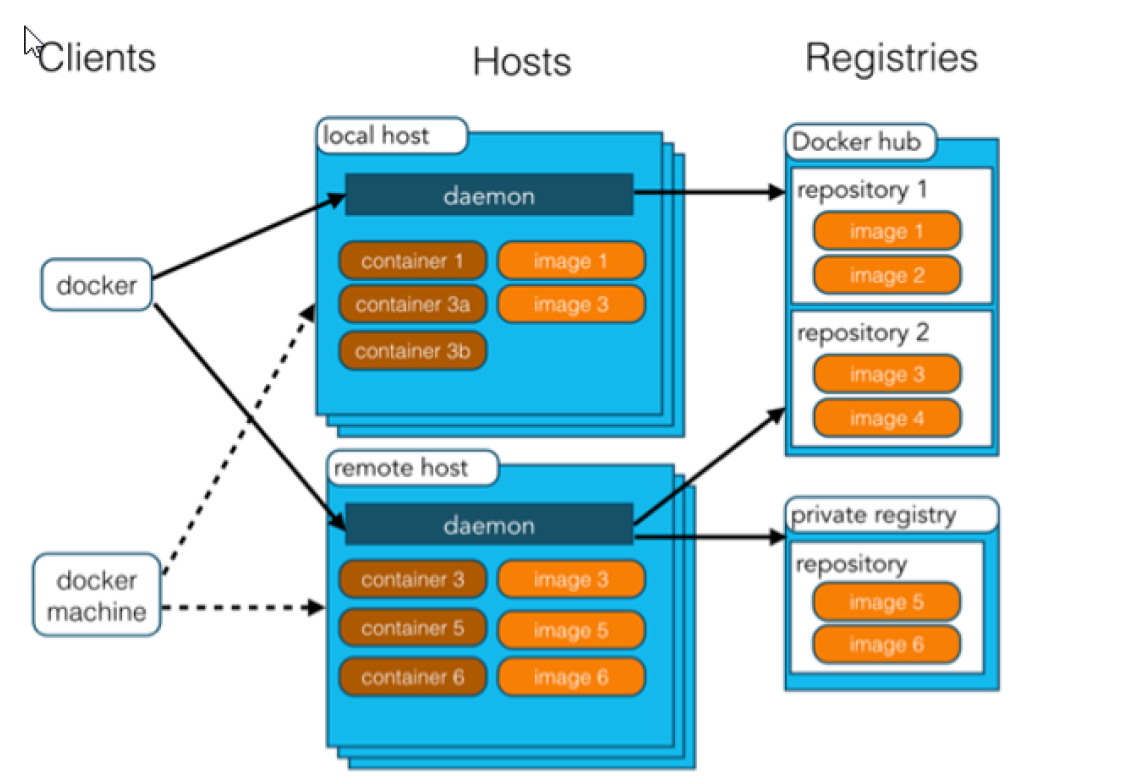 Clients
Hosts
Registries
local host
daemon
container 1
image 1
container 3a
image 3
container 3b
docker
docker
machine
remote host
daemon
container 3
image 3
container 5
image 5
container 6
image 6
Docker hub
repository 1
image 1
image 2
repository 2
image 3
image 4
private registry
repository
image 5
image 6